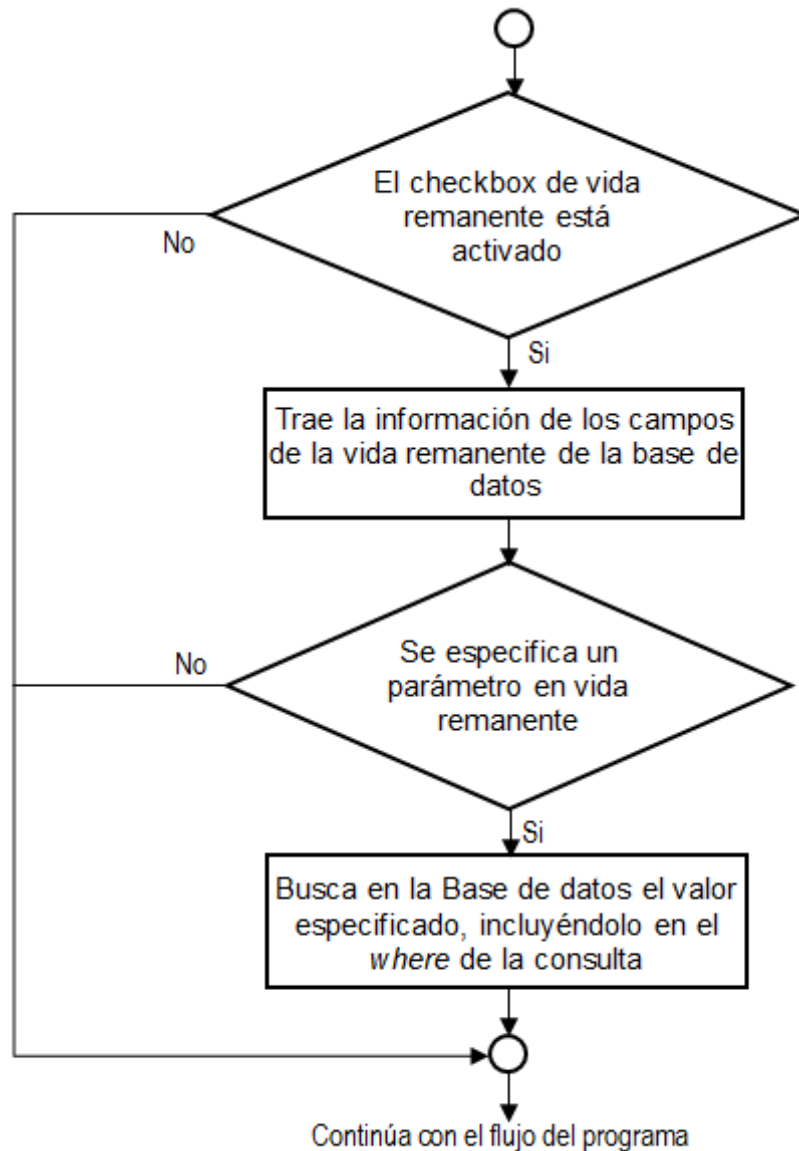 El checkbox de vida
remanente está
activado
No
Si
Trae la información de los campos
de la vida remanente de la base de
datos
Se especifica un
parámetro en vida
remanente
No
Si
Busca en la Base de datos el valor
especificado, incluyéndolo en el
where de la consulta
Continúa con el flujo del programa